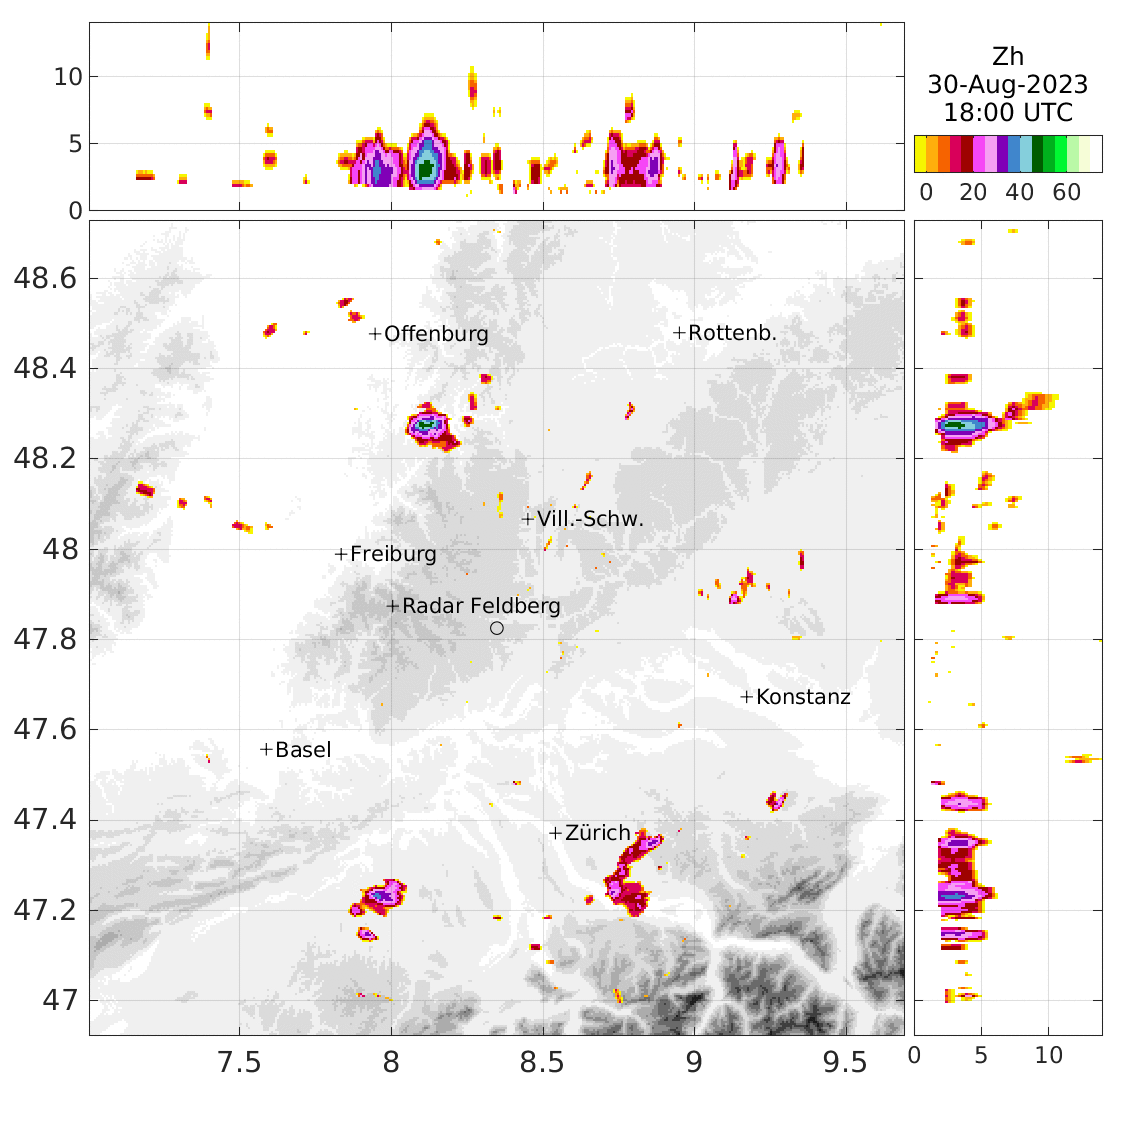 10
5
0
Zh
30-Aug-2023
18:00 UTC
0 20 40 60
48.6
48.4
48.2
48
47.8
47.6
47.4
47.2
47
+Offenburg
+Rottenb.
+Vill.-Schw.
+Freiburg
+Radar Feldberg
+Konstanz
+Basel
+Zürich
7.5 8 8.5 9 9.5
0 5 10